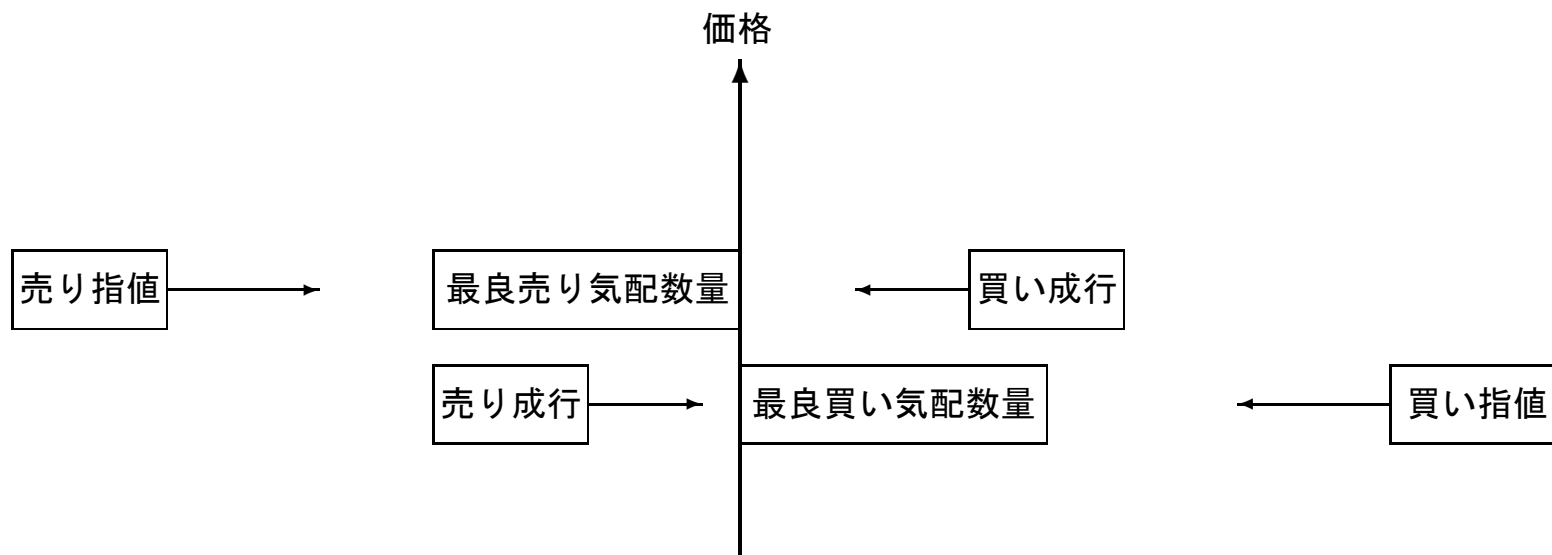 価格
売り指値
最良売り気配数量
買い成行
売り成行
最良買い気配数量
買い指値